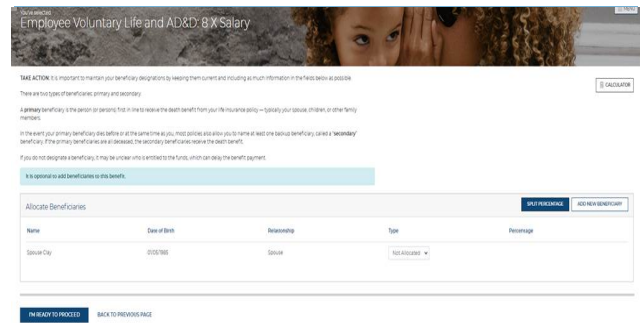 You've selected
Employee Voluntary Life and AD&D: 8 X Salary
MENU
TAKE ACTION: It is important to maintain your beneficiary designations by keeping them current and including as much information in the fields below as possible.
CALCULATOR
There are two types of beneficiaries: primary and secondary.
A primary beneficiary is the person (or persons) first in line to receive the death benefit from your life insurance policy — typically your spouse, children, or other family
members.
In the event your primary beneficiary dies before or at the same time as you, most policies also allow you to name at least one backup beneficiary, called a "secondary"
beneficiary. If the primary beneficiaries are all deceased, the secondary beneficiaries receive the death benefit.
If you do not designate a beneficiary, it may be unclear who is entitled to the funds, which can delay the benefit payment.
It is optional to add beneficiaries to this benefit.
Allocate Beneficiaries
SPLIT PERCENTAGE
ADD NEW BENEFICIARY
Name Date of Birth Relationship Type Percentage
Spouse Cray Spouse Not Allocated
I'M READY TO PROCEED
BACK TO PREVIOUS PAGE